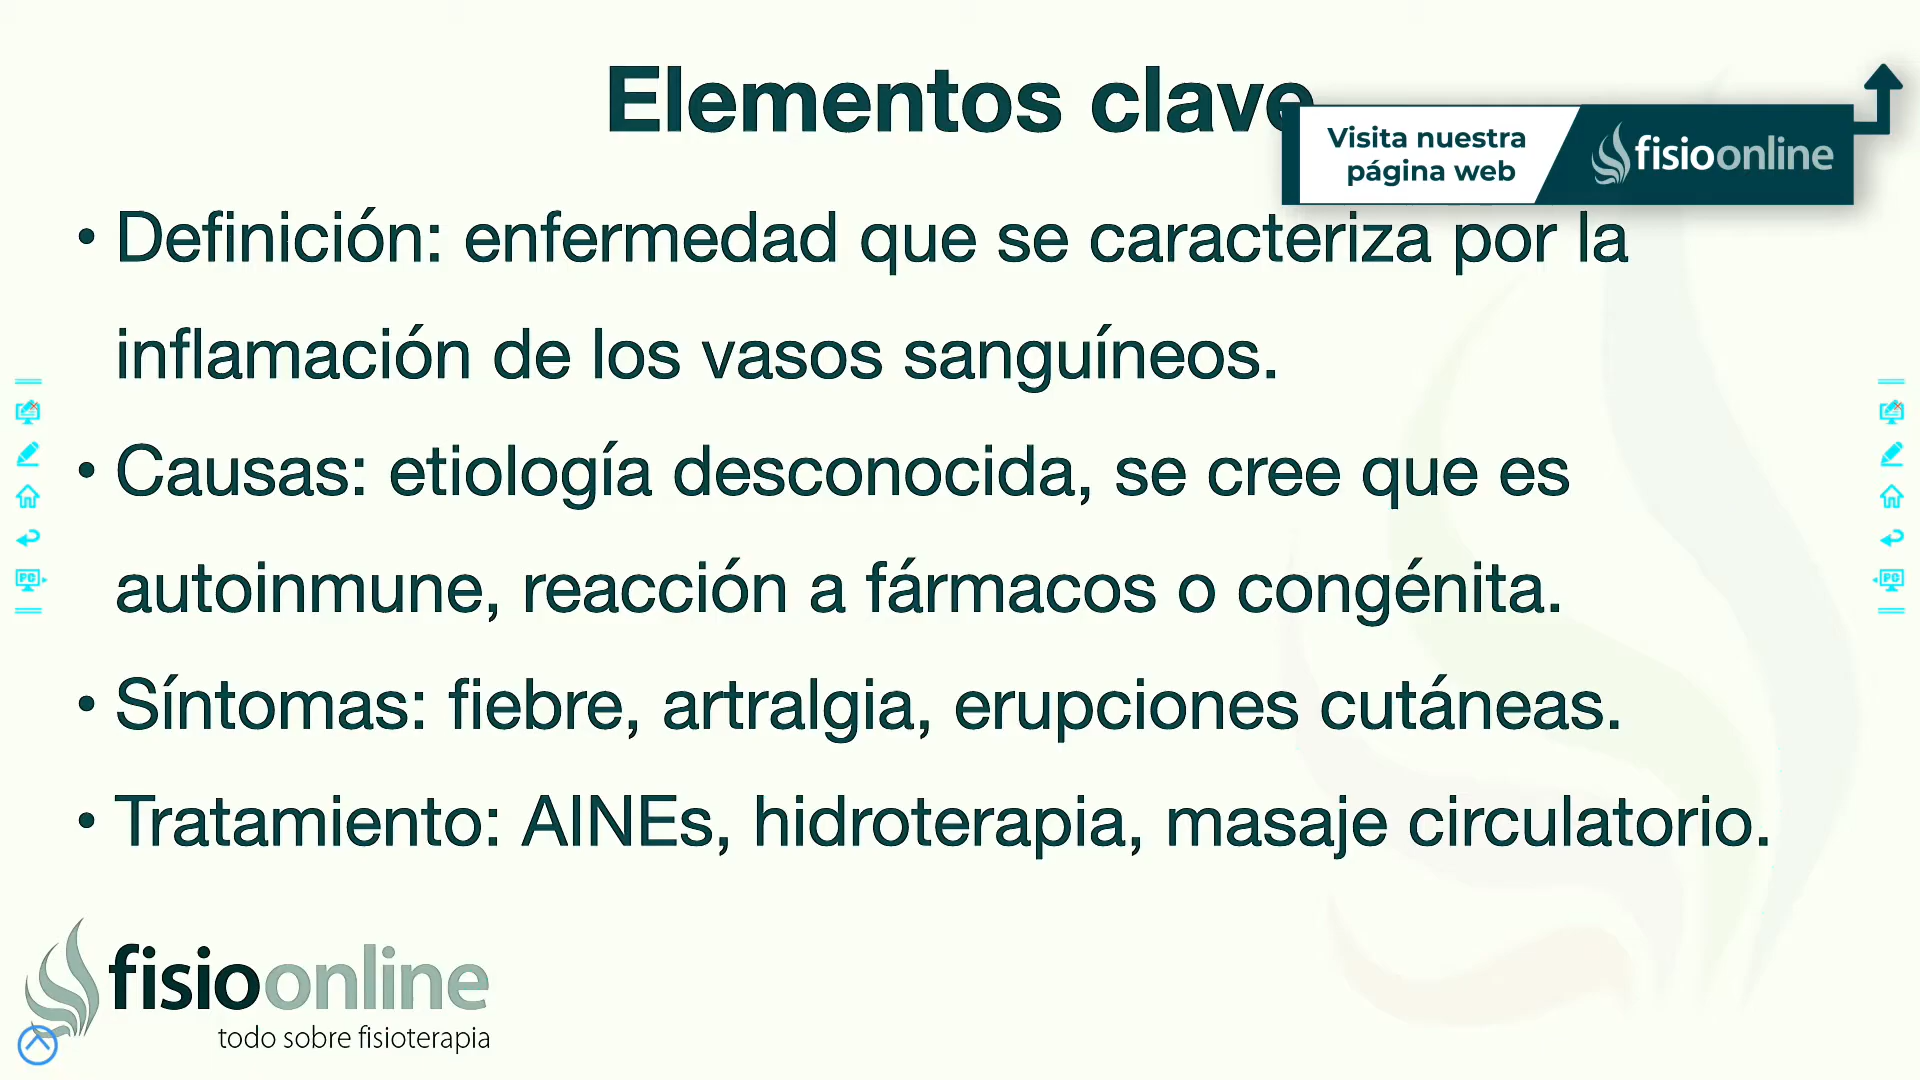 Elementos clave
Visita nuestra
página web
fisioonline
• Definición: enfermedad que se caracteriza por la
inflamación de los vasos sanguíneos.
• Causas: etiología desconocida, se cree que es
autoinmune, reacción a fármacos o congénita.
• Síntomas: fiebre, artralgia, erupciones cutáneas.
• Tratamiento: AINEs, hidroterapia, masaje circulatorio.
PC
PC
fisioonline
todo sobre fisioterapia